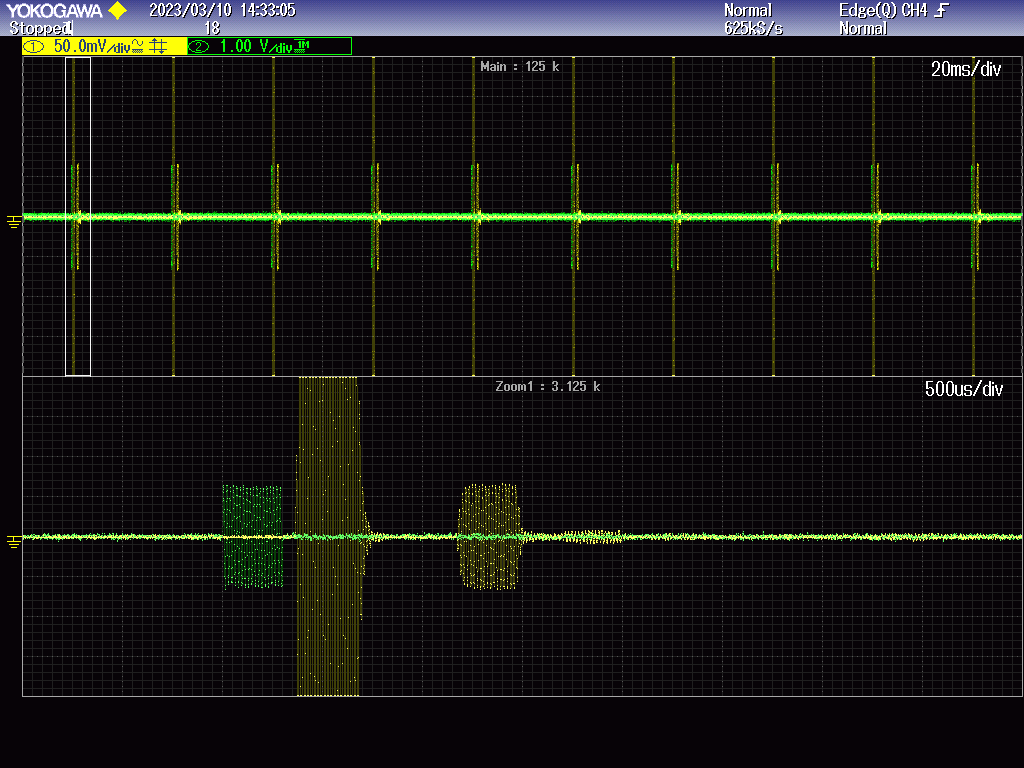 YOKOGAWA 2023/03/10 14:33:05 Normal Edge(Q) CH4
Stopped 18 625kS/s Normal
1 50.0mV/div 2 1.00 V/div 1M
Main : 125 k 20ms/div
Zoom1 : 3.125 k 500us/div